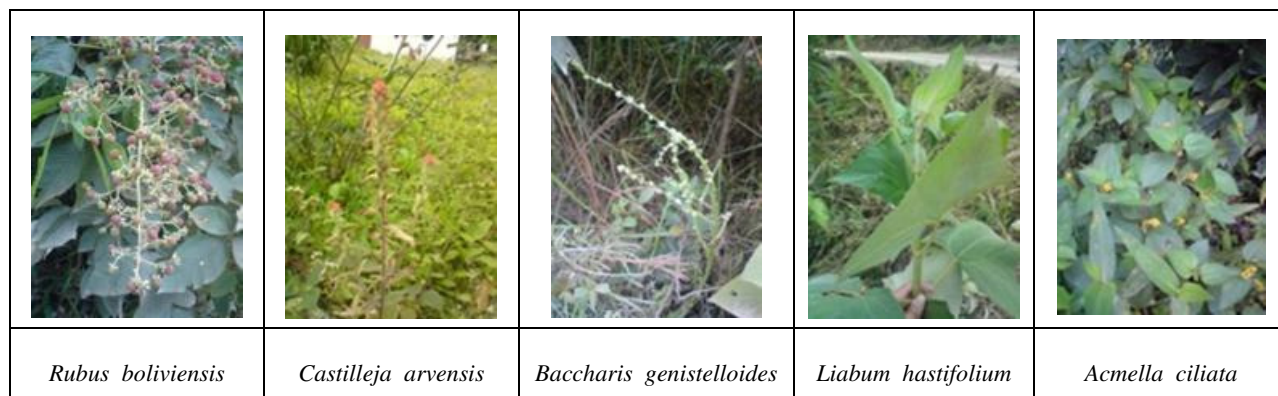 Rubus boliviensis
Castilleja arvensis
Baccharis genistelloides
Liabum hastifolium
Acmella ciliata